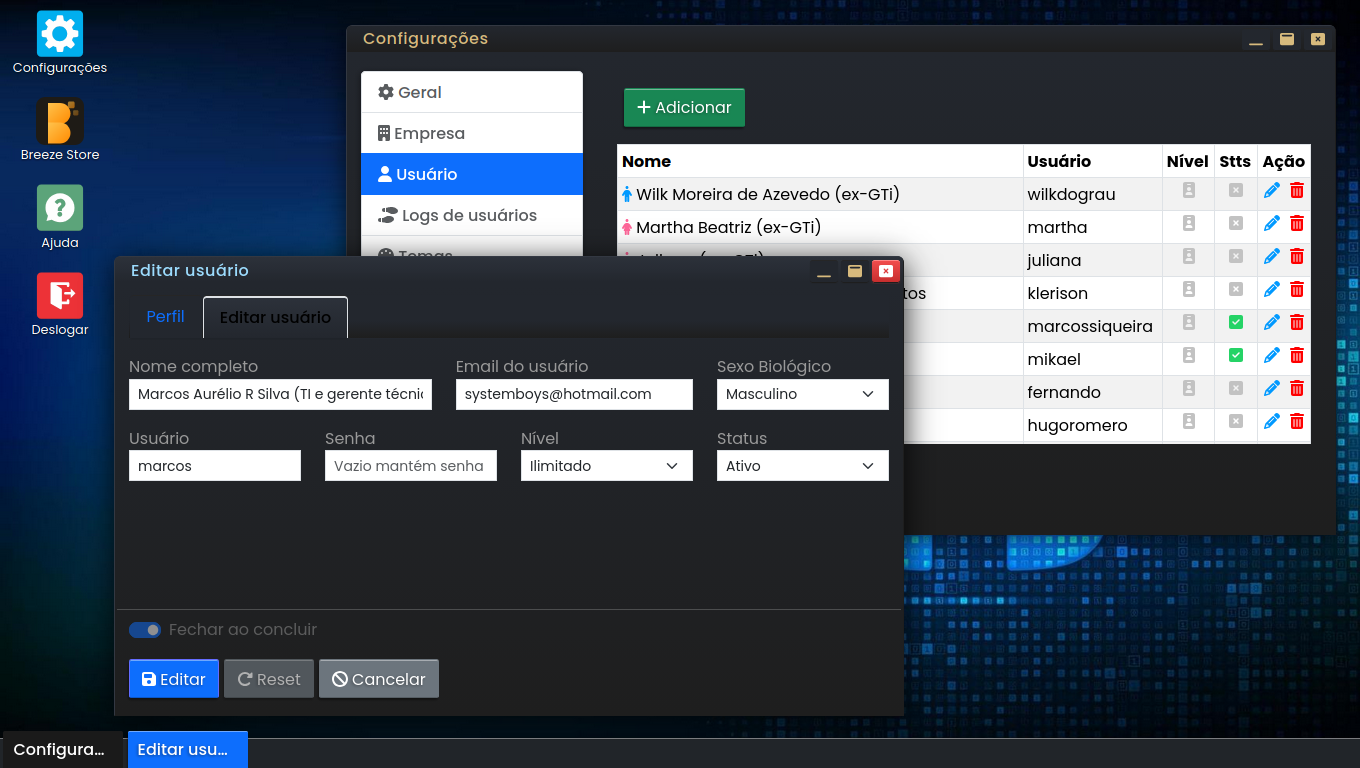 Configurações
Breeze Store
Ajuda
Deslogar
Configurações
Geral
Empresa
Usuário
Logs de usuários
Temas
Adicionar
Nome Usuário Nível Stts Ação
Wilk Moreira de Azevedo (ex-GTi) wilkdograu
Martha Beatriz (ex-GTi) martha
juliana
tos klerison
marcossiqueira
mikael
fernando
hugoromero
Editar usuário
Perfil Editar usuário
Nome completo Email do usuário Sexo Biológico
Marcos Aurélio R Silva (TI e gerente técni systemboys@hotmail.com Masculino
Usuário Senha Nível Status
marcos Vazio mantém senha Ilimitado Ativo
Fechar ao concluir
Editar Reset Cancelar
Configura... Editar usu...